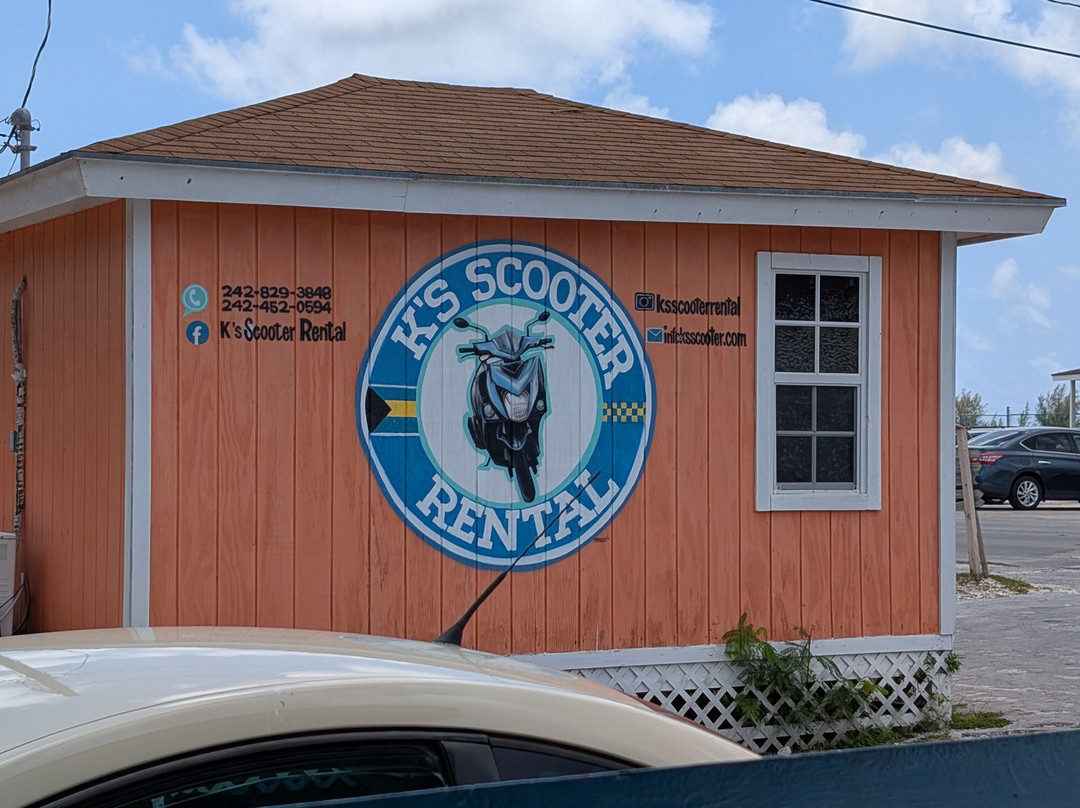 242-829-3848
242-452-0594
K's Scooter Rental
K'S SCOOTER
RENTAL
ksscooterrental
info:ksscooter.com